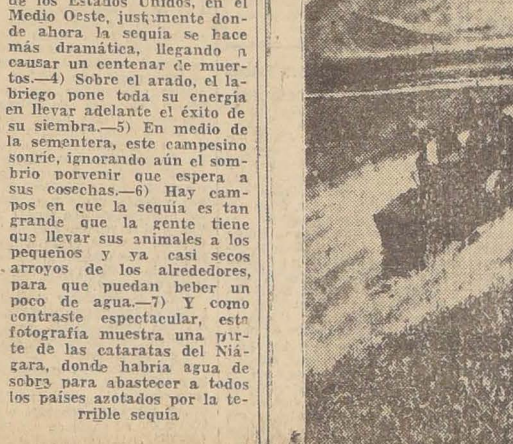 de los Estados Unidos, en el
Medio Oeste, justamente don-
de ahora la sequía se hace
más dramática, llegando a
causar un centenar de muer-
tos.—4) Sobre el arado, el la-
briego pone toda su energía
en llevar adelante el éxito de
su siembra.—5) En medio de
la sementera, este campesino
sonrie, ignorando aún el som-
brio porvenir que espera a
sus cosechas.—6) Hay cam-
pos en que la sequía es tan
grande que la gente tiene
que llevar sus animales a los
pequeños y ya casi secos
arroyos de los alrededores,
para que puedan beber un
poco de agua.—7) Y como
contraste espectacular, esta
fotografía muestra una par-
te de las cataratas del Niá-
gara, donde habría agua de
sobra para abastecer a todos
los países azotados por la te-
rrible sequía